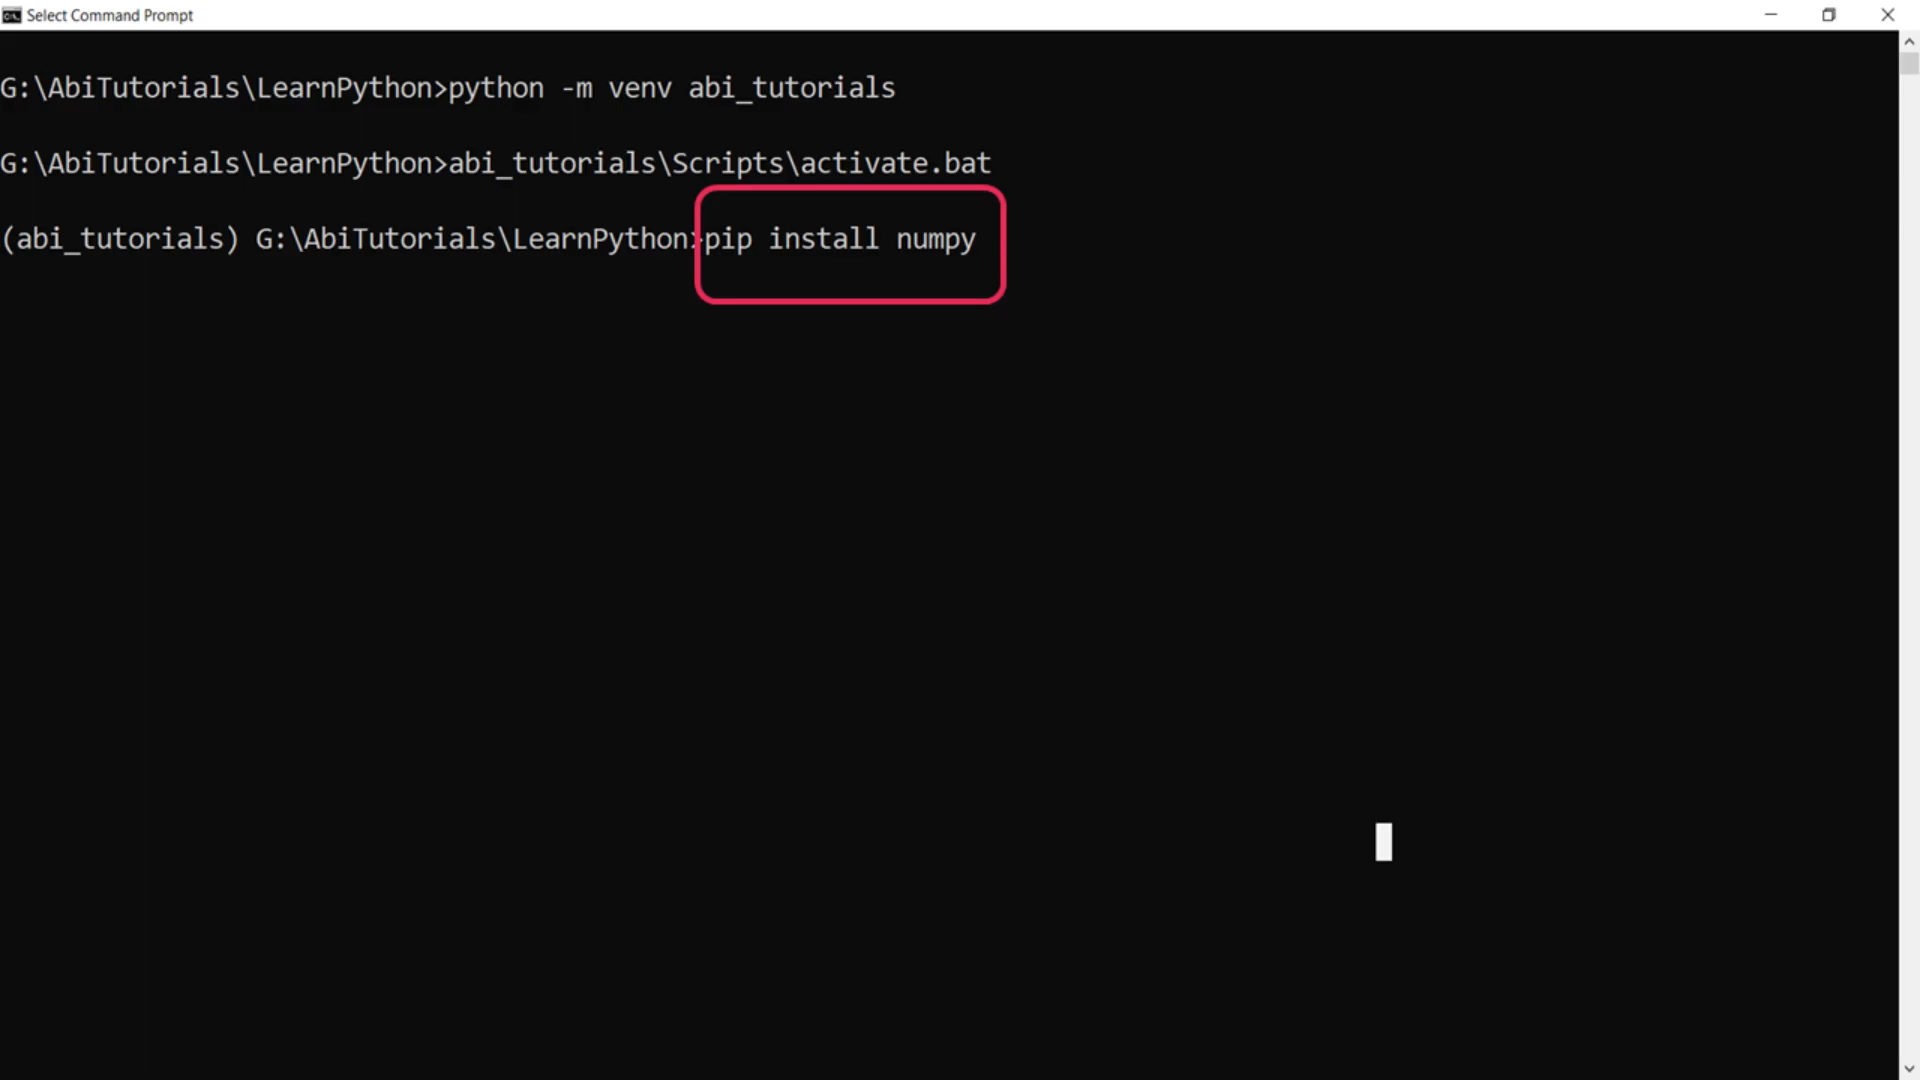 Select Command Prompt
G:\AbiTutorials\LearnPython>python -m venv abi_tutorials
G:\AbiTutorials\LearnPython>abi_tutorials\Scripts\activate.bat
(abi_tutorials) G:\AbiTutorials\LearnPython>pip install numpy